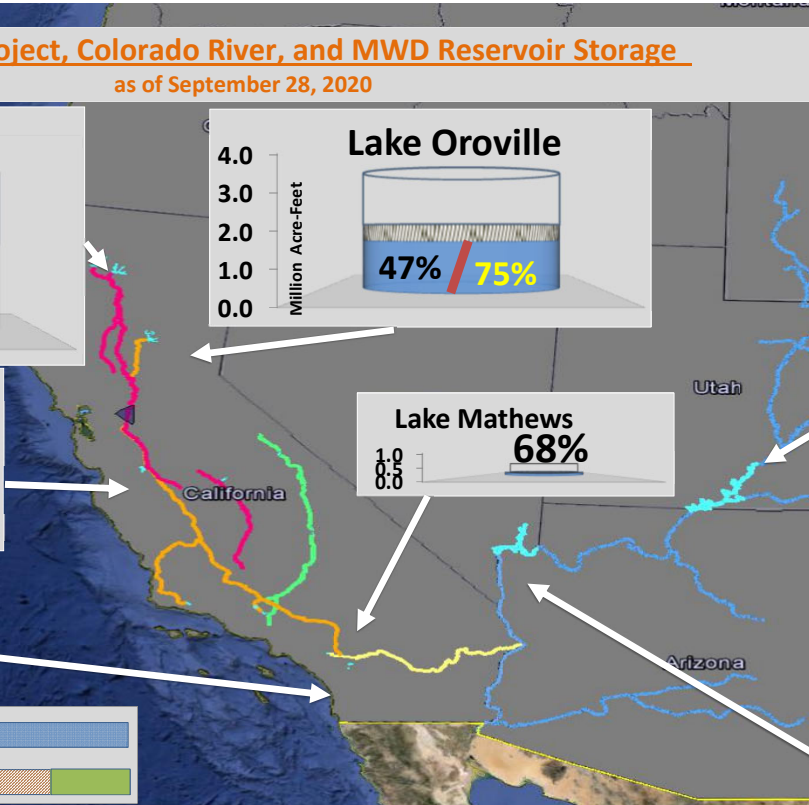 oject, Colorado River, and MWD Reservoir Storage
as of September 28, 2020
Lake Oroville
4.0
3.0
2.0
1.0
0.0
Million Acre-Feet
47%
75%
Utah
Lake Mathews
68%
1.0
0.5
0.0
California
Arizona